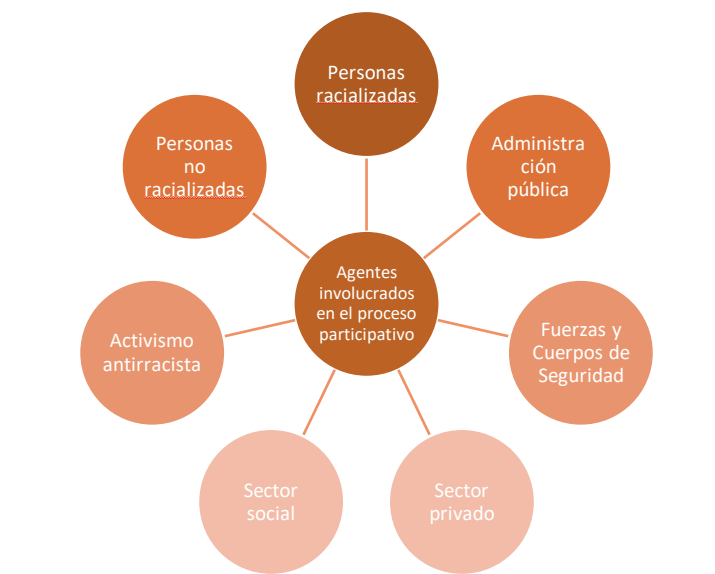 Personas
racializadas
Personas
no
racializadas
Administra
ción
pública
Agentes
involucrados
en el proceso
participativo
Activismo
antirracista
Fuerzas y
Cuerpos de
Seguridad
Sector
social
Sector
privado